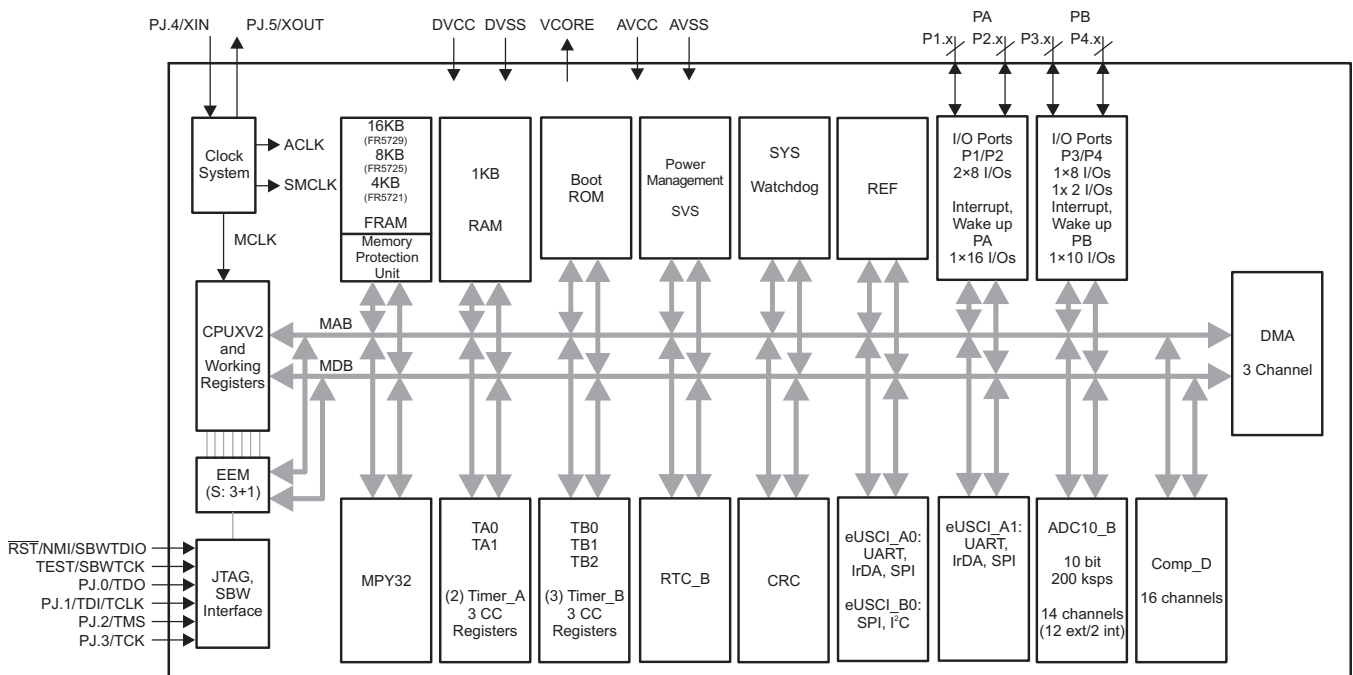 PJ.4/XIN
PJ.5/XOUT
DVCC
DVSS
VCORE
AVCC
AVSS
PA
P1.x
P2.x
PB
P3.x
P4.x
Clock
System
ACLK
SMCLK
MCLK
16KB
(FR5729)
8KB
(FR5725)
4KB
(FR5721)
FRAM
Memory
Protection
Unit
1KB
RAM
Boot
ROM
Power
Management
SVS
SYS
Watchdog
REF
I/O Ports
P1/P2
2×8 I/Os
Interrupt,
Wake up
PA
1×16 I/Os
I/O Ports
P3/P4
1×8 I/Os
1x 2 I/Os
Interrupt,
Wake up
PB
1×10 I/Os
CPUXV2
and
Working
Registers
MAB
MDB
DMA
3 Channel
EEM
(S: 3+1)
RST/NMI/SBWTDIO
TEST/SBWTCK
PJ.0/TDO
PJ.1/TDI/TCLK
PJ.2/TMS
PJ.3/TCK
JTAG,
SBW
Interface
MPY32
TA0
TA1
(2) Timer_A
3 CC
Registers
TB0
TB1
TB2
(3) Timer_B
3 CC
Registers
RTC_B
CRC
eUSCI_A0:
UART,
IrDA, SPI
eUSCI_B0:
SPI, I²C
eUSCI_A1:
UART,
IrDA, SPI
ADC10_B
10 bit
200 ksps
14 channels
(12 ext/2 int)
Comp_D
16 channels